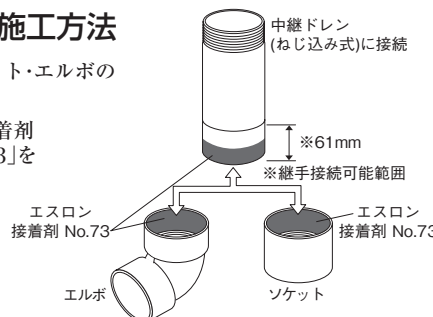 施工方法
ト・エルボの
着剤
3」を
中継ドレン
(ねじ込み式)に接続
※61mm
※継手接続可能範囲
エスロン
接着剤 No.73
エスロン
接着剤 No.73
エルボ
ソケット